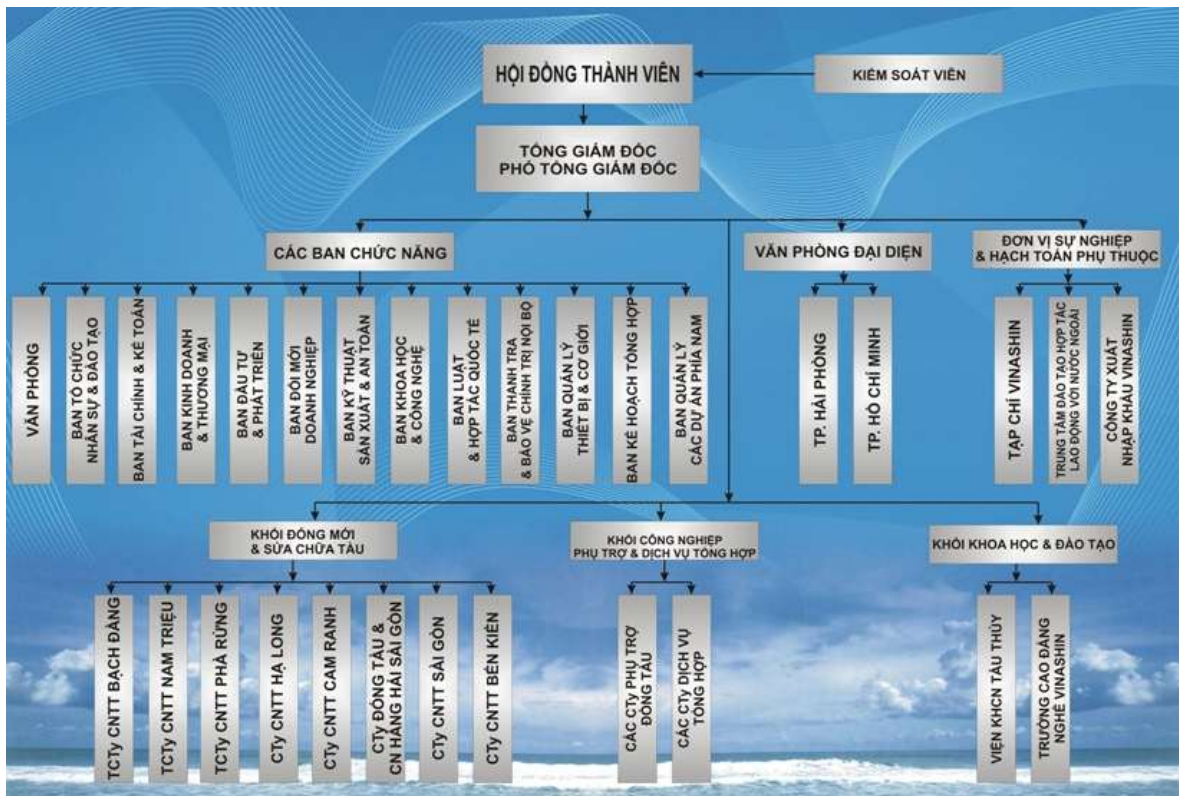 HỘI ĐỒNG THÀNH VIÊN
KIỂM SOÁT VIÊN
TỔNG GIÁM ĐỐC
PHÓ TỔNG GIÁM ĐỐC
CÁC BAN CHỨC NĂNG
VĂN PHÒNG ĐẠI DIỆN
ĐƠN VỊ SỰ NGHIỆP
& HẠCH TOÁN PHỤ THUỘC
VĂN PHÒNG
BAN TỔ CHỨC
NHÂN SỰ & ĐÀO TẠO
BAN TÀI CHÍNH & KẾ TOÁN
BAN KINH DOANH
& THƯƠNG MẠI
BAN ĐẦU TƯ
& PHÁT TRIỂN
BAN ĐỔI MỚI
DOANH NGHIỆP
BAN KỸ THUẬT
SẢN XUẤT & AN TOÀN
BAN KHOA HỌC
& CÔNG NGHỆ
BAN LUẬT
& HỢP TÁC QUỐC TẾ
BAN THANH TRA
& BẢO VỆ CHÍNH TRỊ NỘI BỘ
BAN QUẢN LÝ
THIẾT BỊ & CƠ GIỚI
BAN KẾ HOẠCH TỔNG HỢP
BAN QUẢN LÝ
CÁC DỰ ÁN PHÍA NAM
TP. HẢI PHÒNG
TP. HỒ CHÍ MINH
TẠP CHÍ VINASHIN
TRUNG TÂM ĐÀO TẠO HỢP TÁC
LAO ĐỘNG VỚI NƯỚC NGOÀI
CÔNG TY XUẤT
NHẬP KHẨU VINASHIN
KHỐI ĐÓNG MỚI
& SỬA CHỮA TÀU
KHỐI CÔNG NGHIỆP
PHỤ TRỢ & DỊCH VỤ TỔNG HỢP
KHỐI KHOA HỌC & ĐÀO TẠO
TCTy CNTT BẠCH ĐẰNG
TCTy CNTT NAM TRIỆU
TCTy CNTT PHÀ RỪNG
CTy CNTT HẠ LONG
CTy CNTT CAM RANH
CTy ĐÓNG TÀU &
CN HÀNG HẢI SÀI GÒN
CTy CNTT SÀI GÒN
CTy CNTT BẾN KIỀN
CÁC CTy PHỤ TRỢ
ĐÓNG TÀU
CÁC CTy DỊCH VỤ
TỔNG HỢP
VIỆN KHCN TÀU THỦY
TRƯỜNG CAO ĐẲNG
NGHỀ VINASHIN